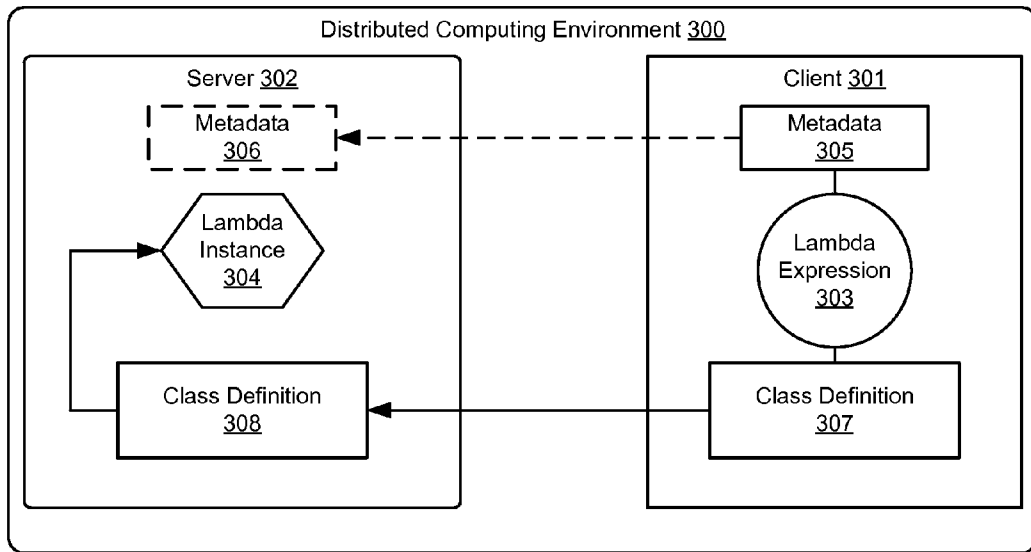 Distributed Computing Environment 300
Server 302
Client 301
Metadata
306
Metadata
305
Lambda
Instance
304
Lambda
Expression
303
Class Definition
308
Class Definition
307